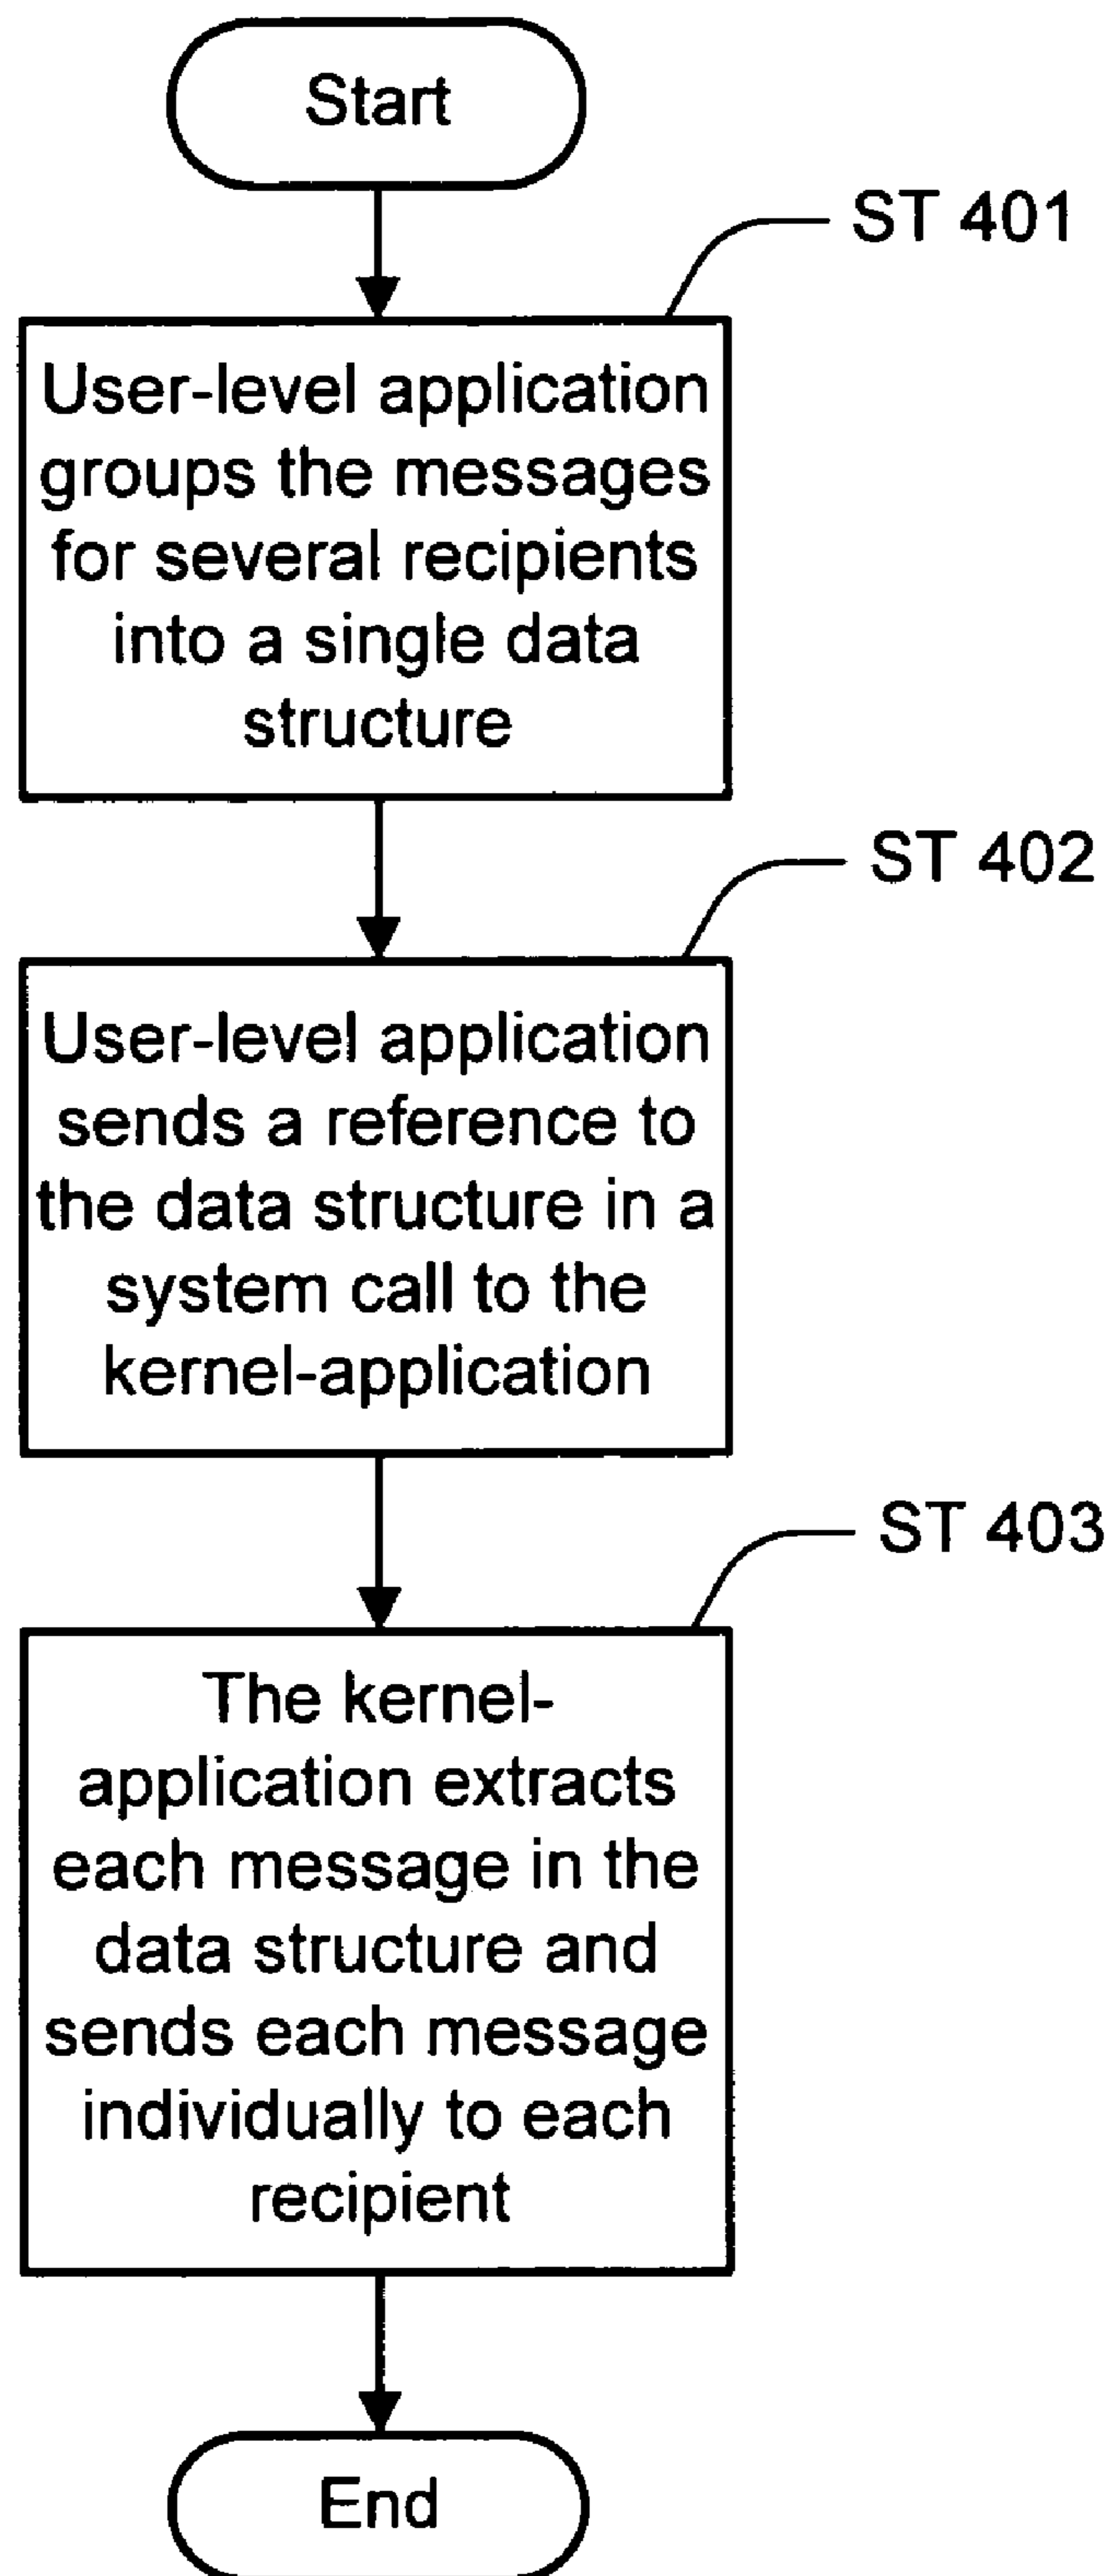 Start
ST 401
User-level application
groups the messages
for several recipients
into a single data
structure
ST 402
User-level application
sends a reference to
the data structure in a
system call to the
kernel-application
ST 403
The kernel-
application extracts
each message in the
data structure and
sends each message
individually to each
recipient
End